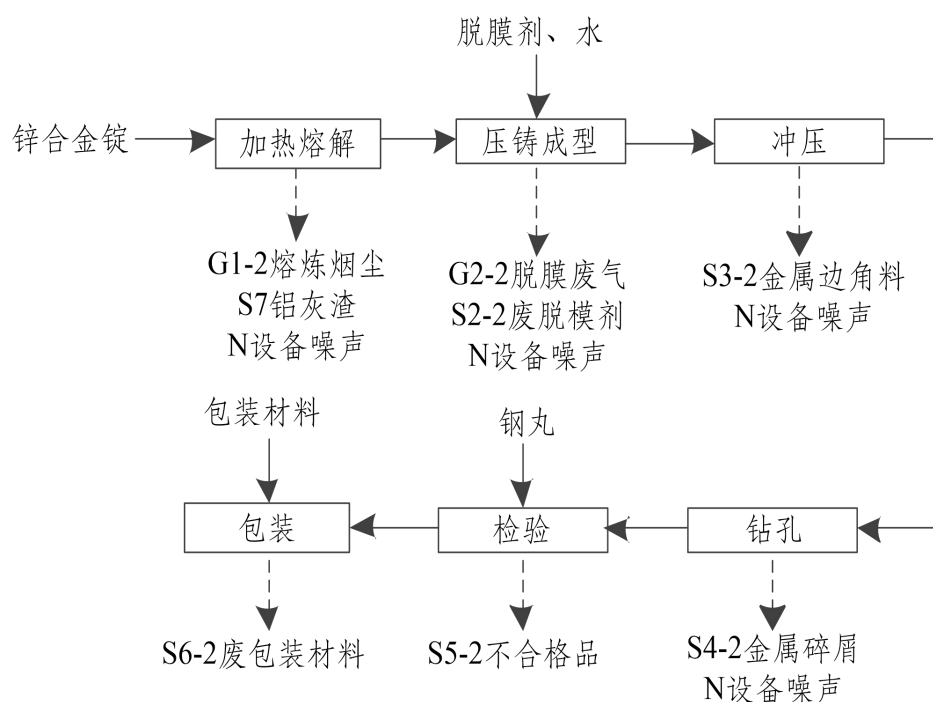 脱膜剂、水
锌合金锭
加热熔解
压铸成型
冲压
G1-2熔炼烟尘
S7铝灰渣
N设备噪声
G2-2脱膜废气
S2-2废脱模剂
N设备噪声
S3-2金属边角料
N设备噪声
包装材料
钢丸
包装
检验
钻孔
S6-2废包装材料
S5-2不合格品
S4-2金属碎屑
N设备噪声